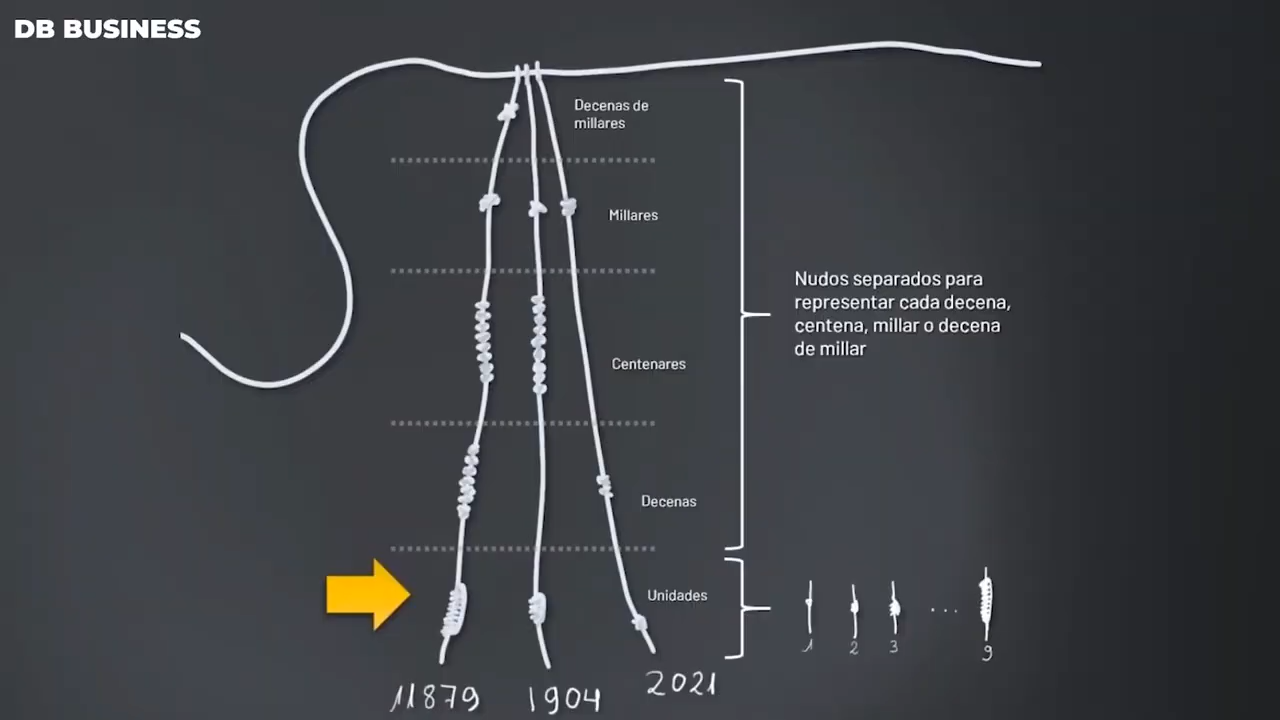 DB BUSINESS
Decenas de
millares
Millares
Nudos separados para
representar cada decena,
centena, millar o decena
de millar
Centenares
Decenas
Unidades
1 2 3 ... 9
11879 1904 2021